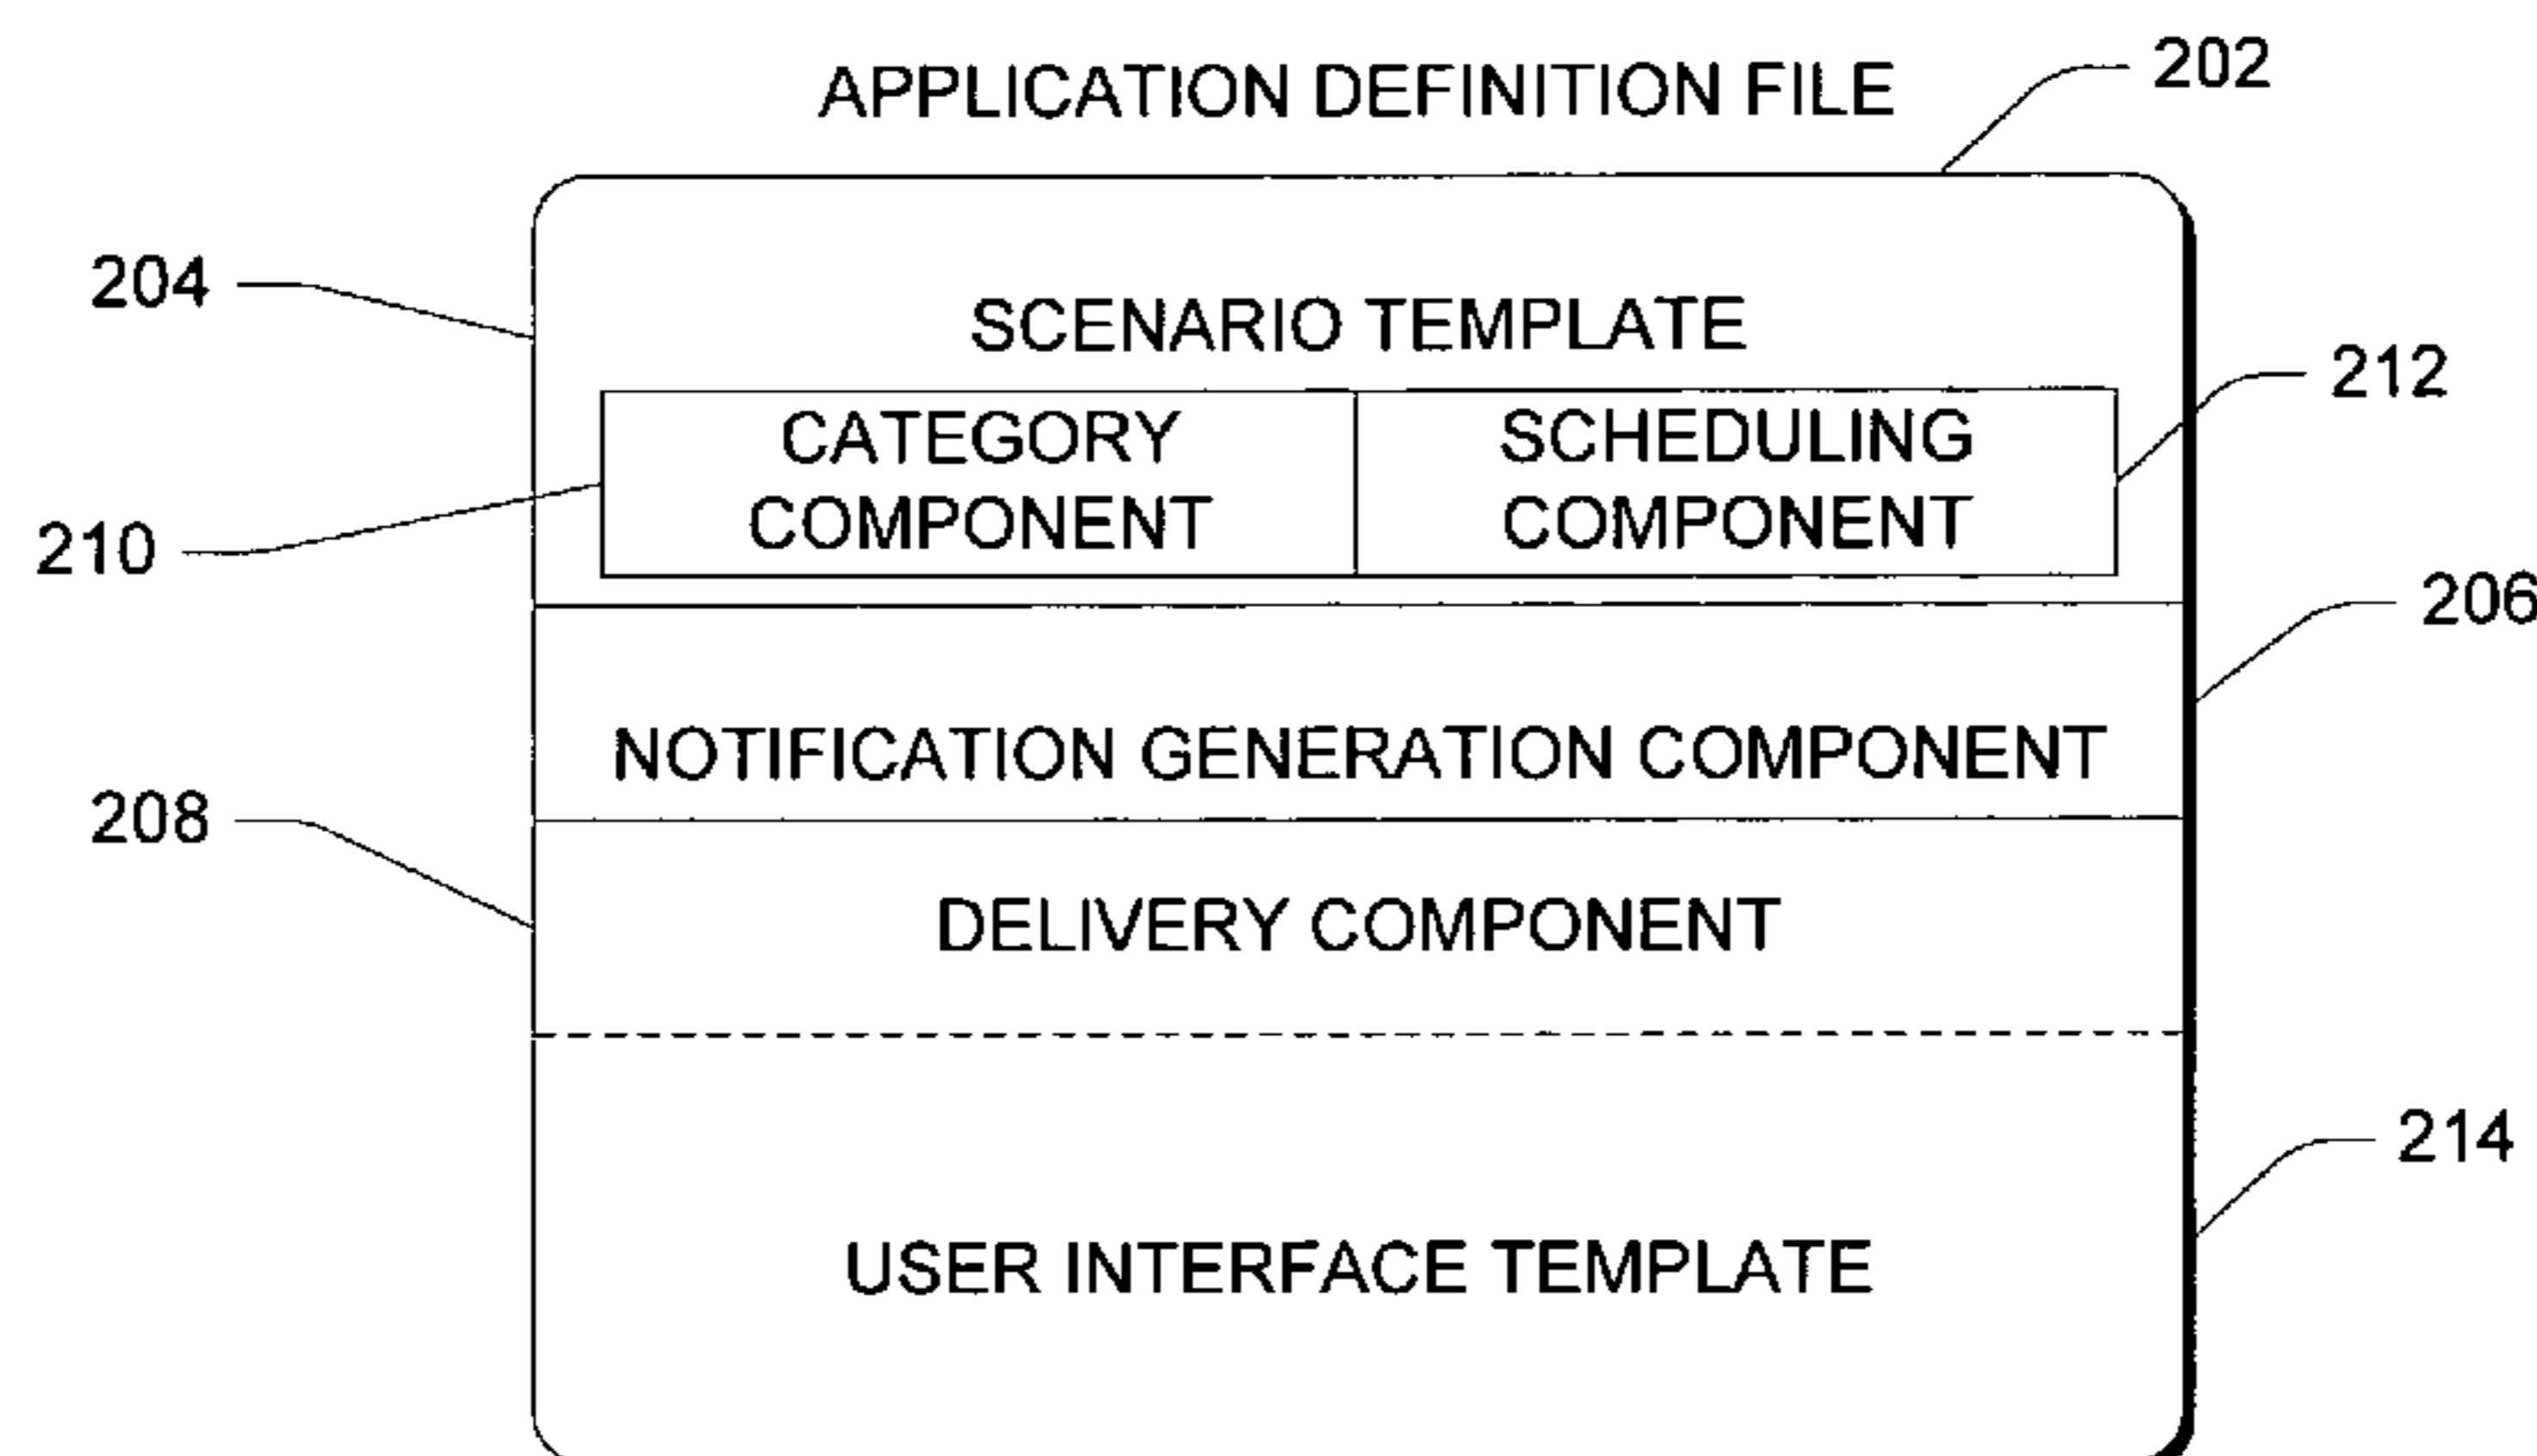 APPLICATION DEFINITION FILE
202
204
SCENARIO TEMPLATE
212
CATEGORY
COMPONENT
SCHEDULING
COMPONENT
210
206
NOTIFICATION GENERATION COMPONENT
208
DELIVERY COMPONENT
214
USER INTERFACE TEMPLATE